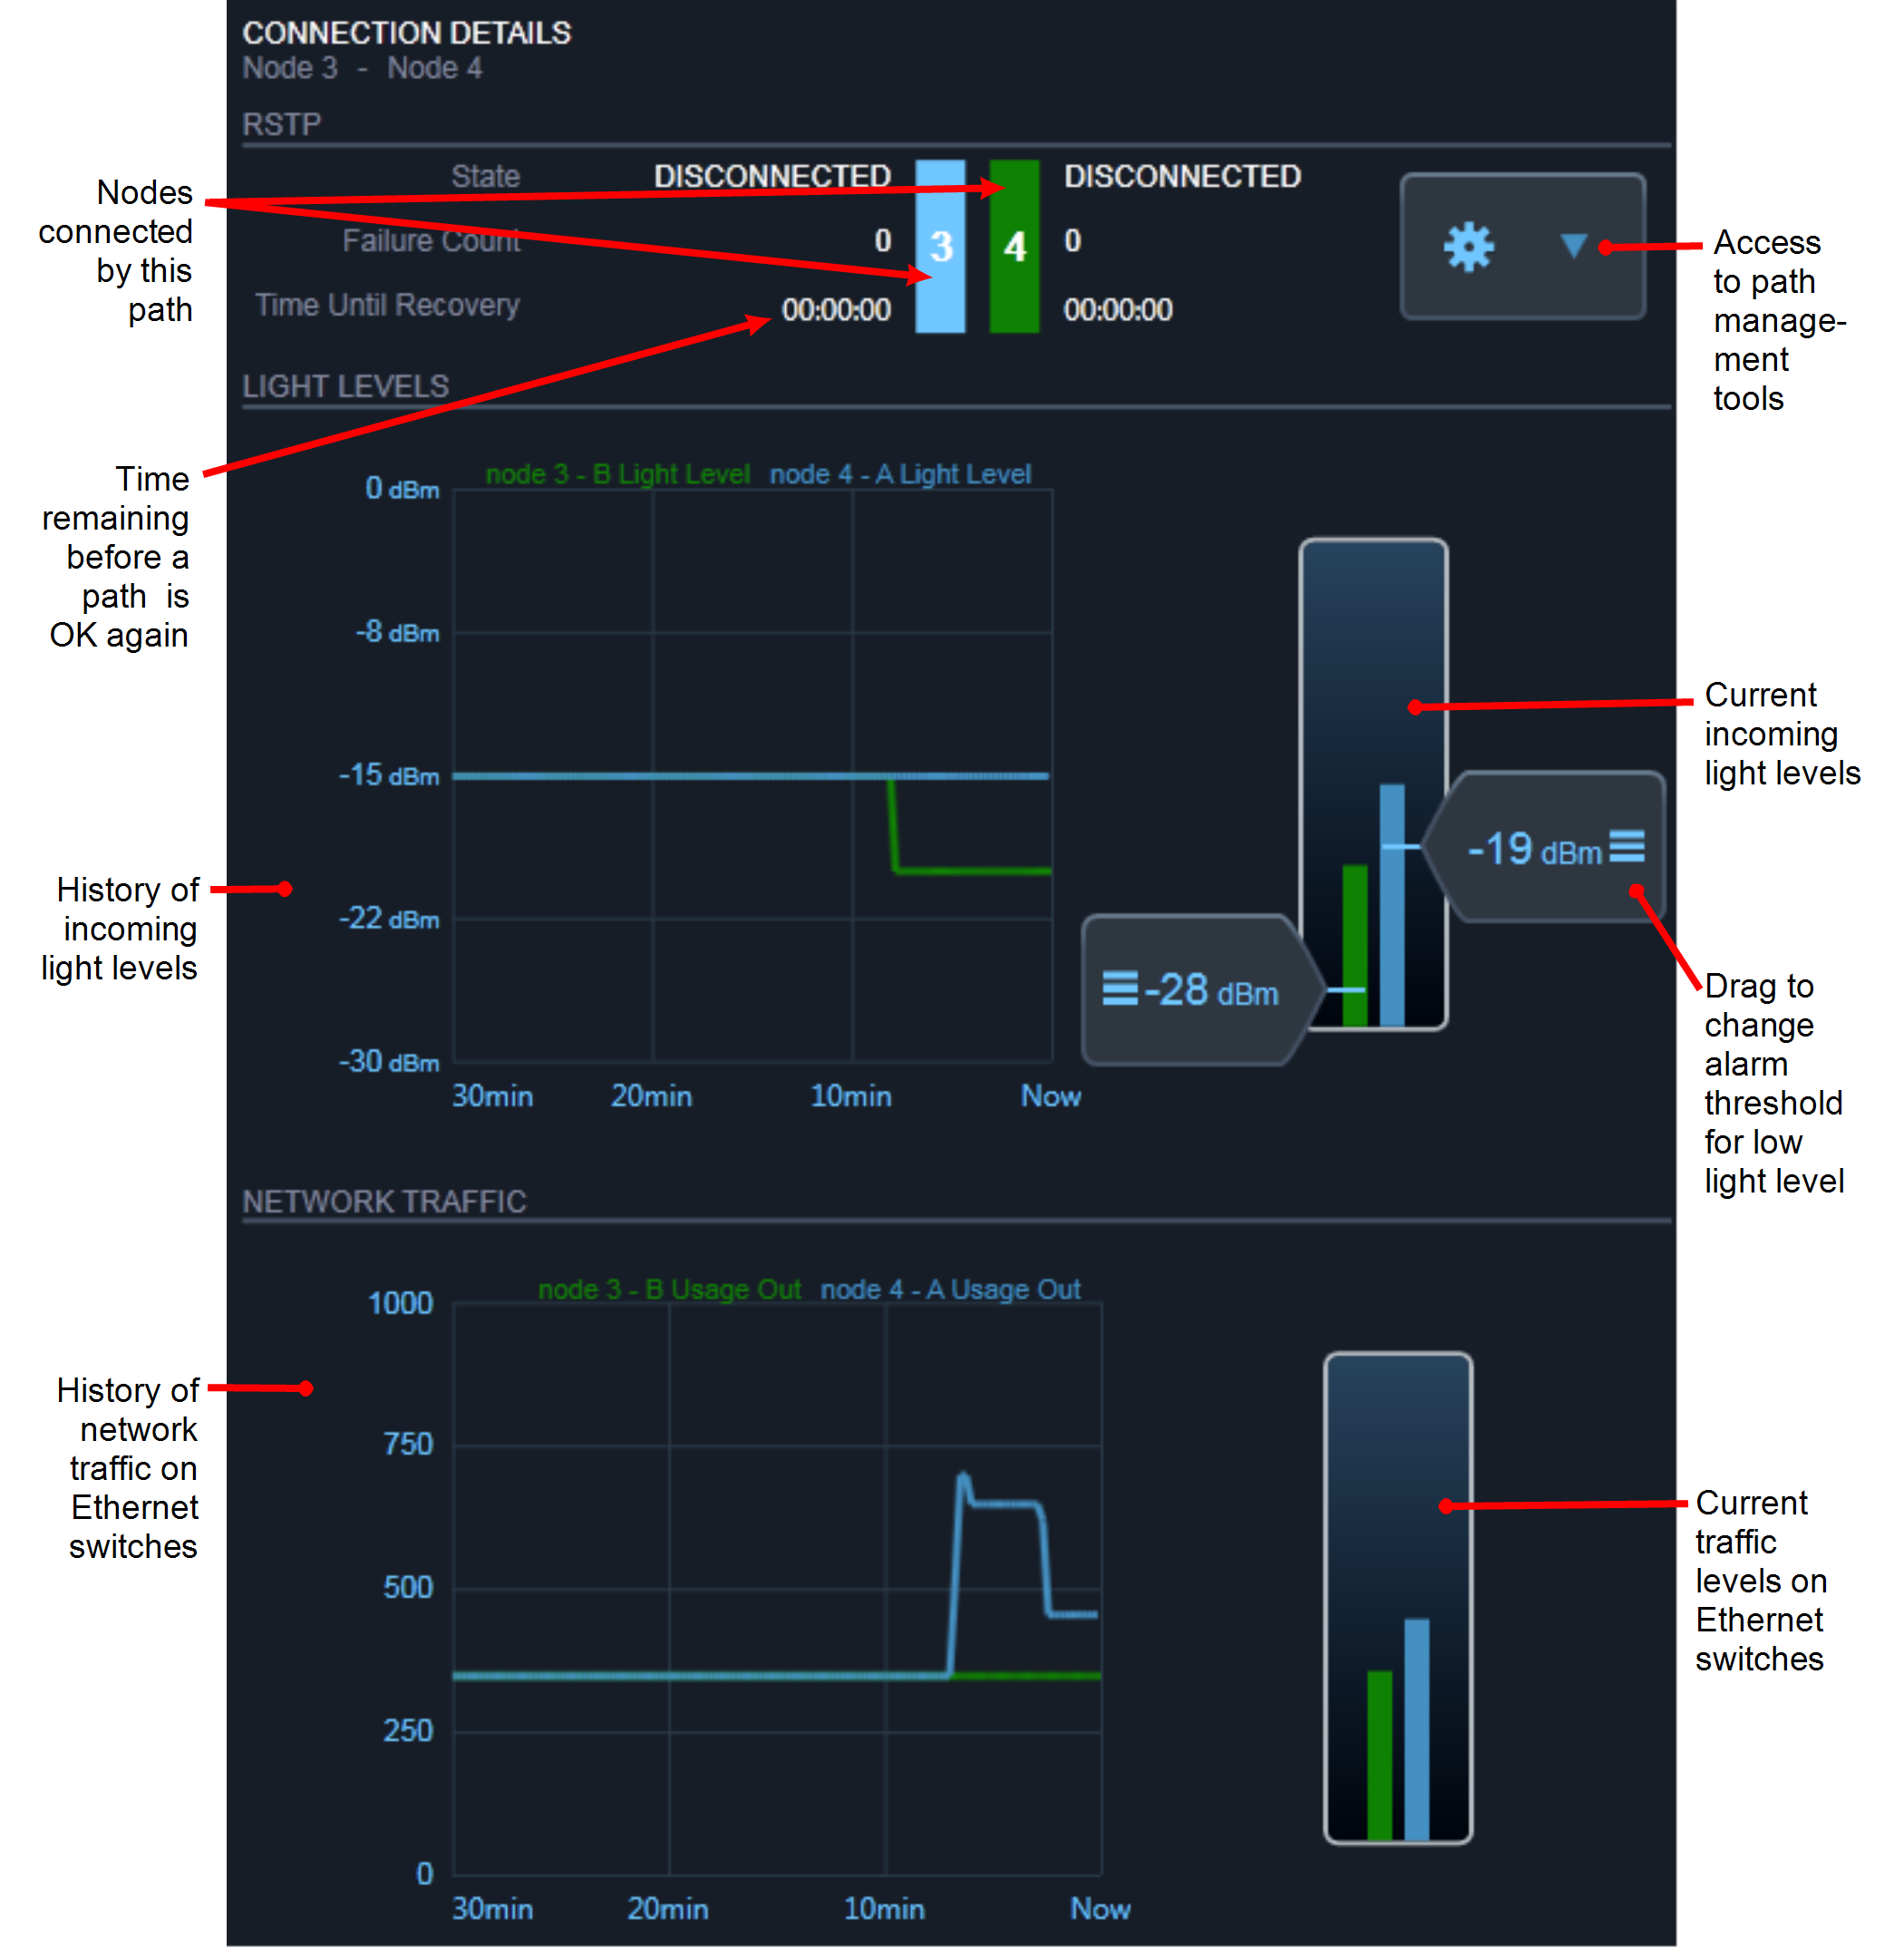 CONNECTION DETAILS
Node 3 - Node 4
RSTP
State DISCONNECTED DISCONNECTED
Failure Count 0 3 4 0
Time Until Recovery 00:00:00 00:00:00
Nodes
connected
by this
path
Access
to path
manage-
ment
tools
LIGHT LEVELS
Time
remaining
before a
path is
OK again
node 3 - B Light Level node 4 - A Light Level
0 dBm
-8 dBm
-15 dBm
-22 dBm
-30 dBm
30min 20min 10min Now
-19 dBm
-28 dBm
Current
incoming
light levels
History of
incoming
light levels
Drag to
change
alarm
threshold
for low
light level
NETWORK TRAFFIC
node 3 - B Usage Out node 4 - A Usage Out
1000
750
500
250
0
30min 20min 10min Now
History of
network
traffic on
Ethernet
switches
Current
traffic
levels on
Ethernet
switches